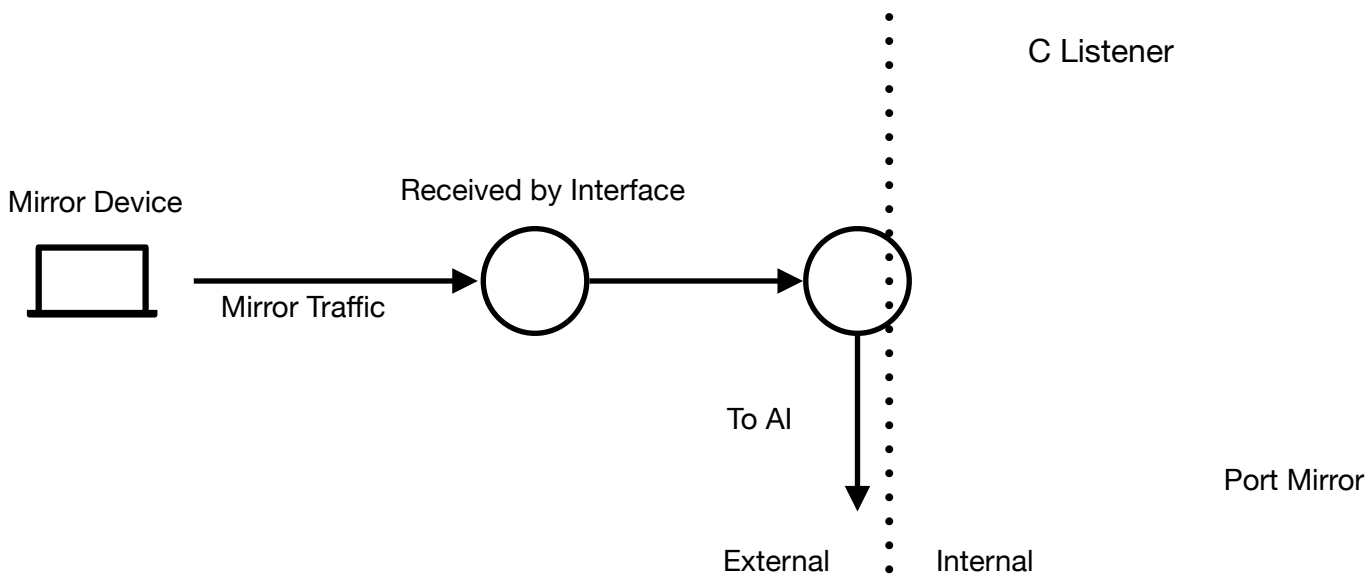 C Listener
Received by Interface
Mirror Device
Mirror Traffic
To AI
Port Mirror
External
Internal